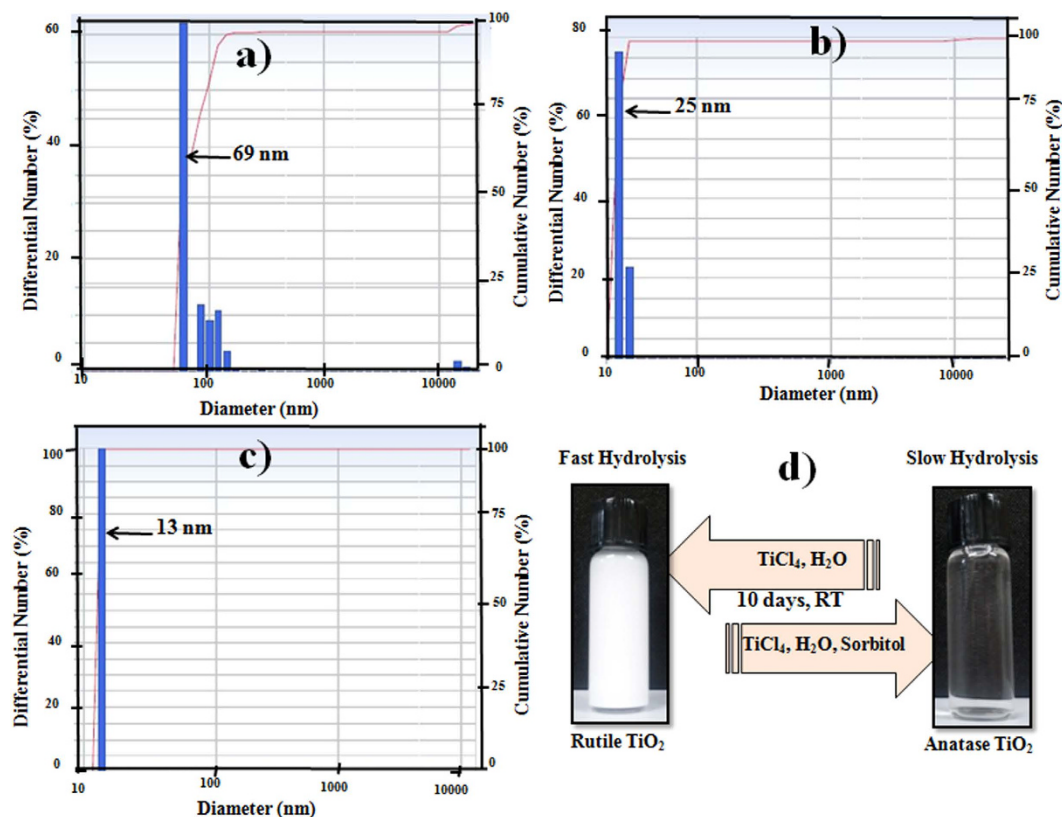 a)
69 nm
Differential Number (%)
60
40
20
0
Cumulative Number (%)
100
75
50
25
0
10
100
1000
10000
Diameter (nm)
b)
25 nm
Differential Number (%)
80
60
40
20
0
Cumulative Number (%)
100
75
50
25
0
10
100
1000
10000
Diameter (nm)
c)
13 nm
Differential Number (%)
100
80
60
40
20
0
Cumulative Number (%)
100
75
50
25
0
10
100
1000
10000
Diameter (nm)
d)
Fast Hydrolysis
Slow Hydrolysis
TiCl₄, H₂O
10 days, RT
TiCl₄, H₂O, Sorbitol
Rutile TiO₂
Anatase TiO₂